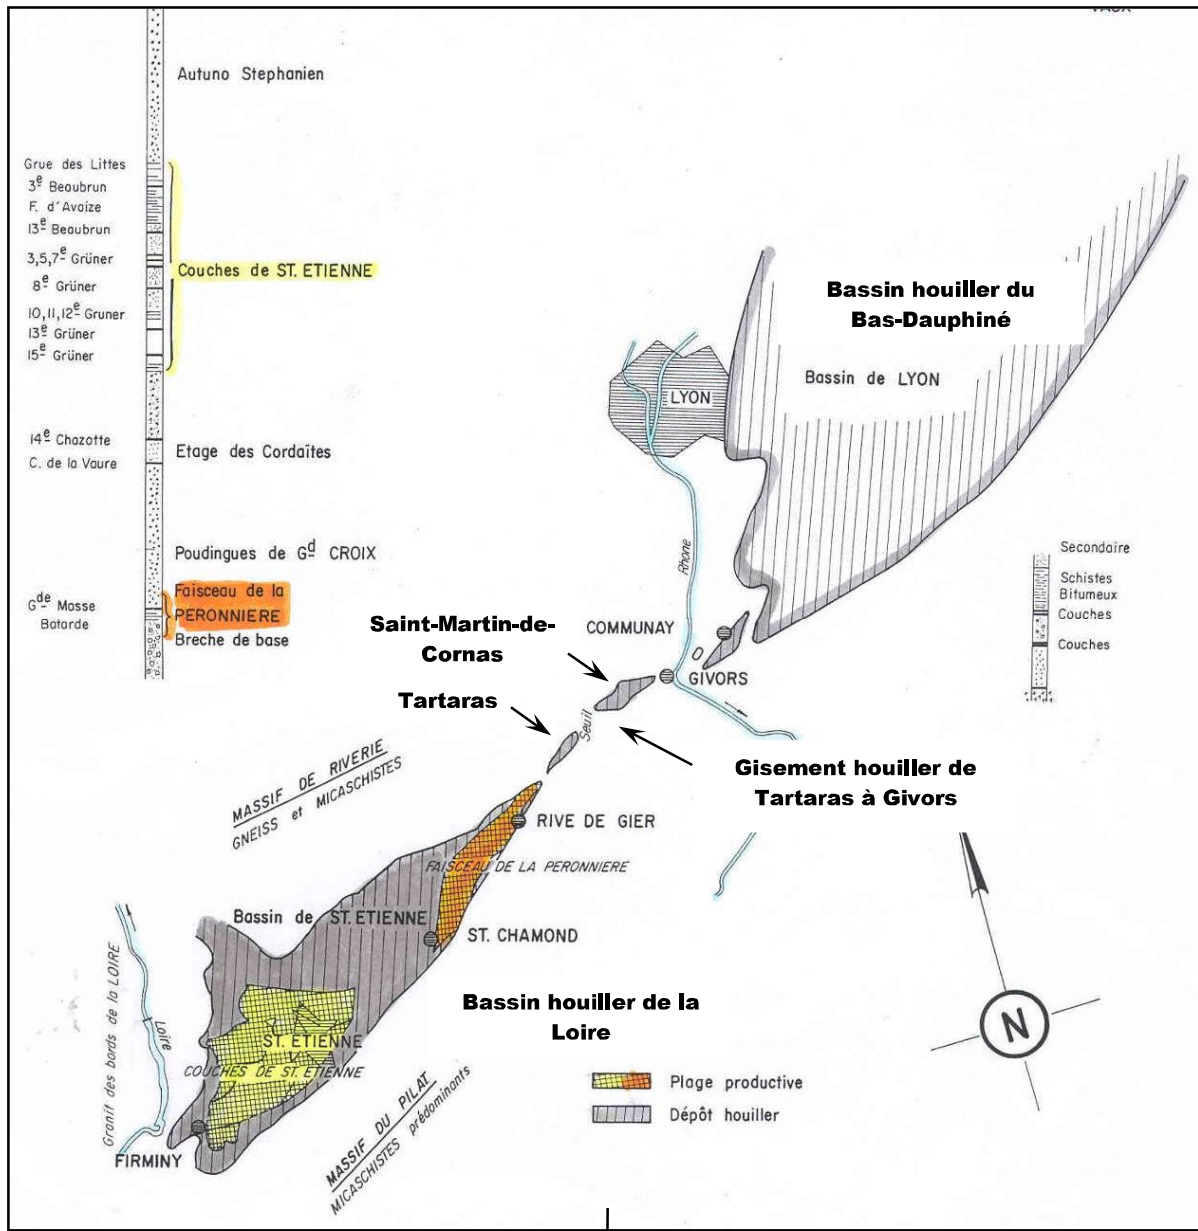 VAUX
Autuno Stephanien
Grue des Littes
3e Beaubrun
F. d'Avaize
13e Beaubrun
3,5,7e Grüner
8e Grüner
10,11,12e Gruner
13e Grüner
15e Grüner
Couches de ST. ETIENNE
14e Chazotte
C. de la Vaure
Etage des Cordaïtes
Poudingues de Gd CROIX
Faisceau de la
PERONNIERE
Gde Masse
Batarde
Breche de base
Bassin houiller du
Bas-Dauphiné
Bassin de LYON
LYON
Rhone
Secondaire
Schistes
Bitumeux
Couches
Couches
COMMUNAY
GIVORS
Saint-Martin-de-
Cornas
Tartaras
Seuil
Gisement houiller de
Tartaras à Givors
MASSIF DE RIVERIE
GNEISS et MICASCHISTES
RIVE DE GIER
FAISCEAU DE LA PERONNIERE
Bassin de ST. ETIENNE
ST. CHAMOND
Granit des bords de la LOIRE
Loire
Bassin houiller de la
Loire
ST. ETIENNE
COUCHES DE ST. ETIENNE
FIRMINY
MASSIF DU PILAT
MICASCHISTES prédominants
Plage productive
Dépôt houiller
N